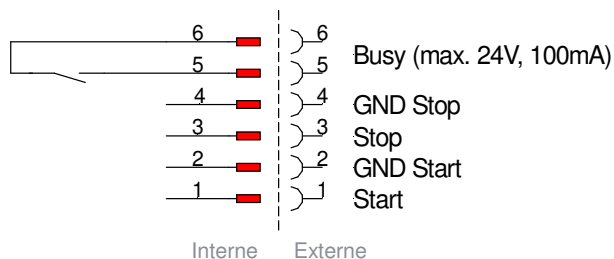 6 6
Busy (max. 24V, 100mA)
5 5
4 4 GND Stop
3 3 Stop
2 2 GND Start
1 1 Start
Interne Externe